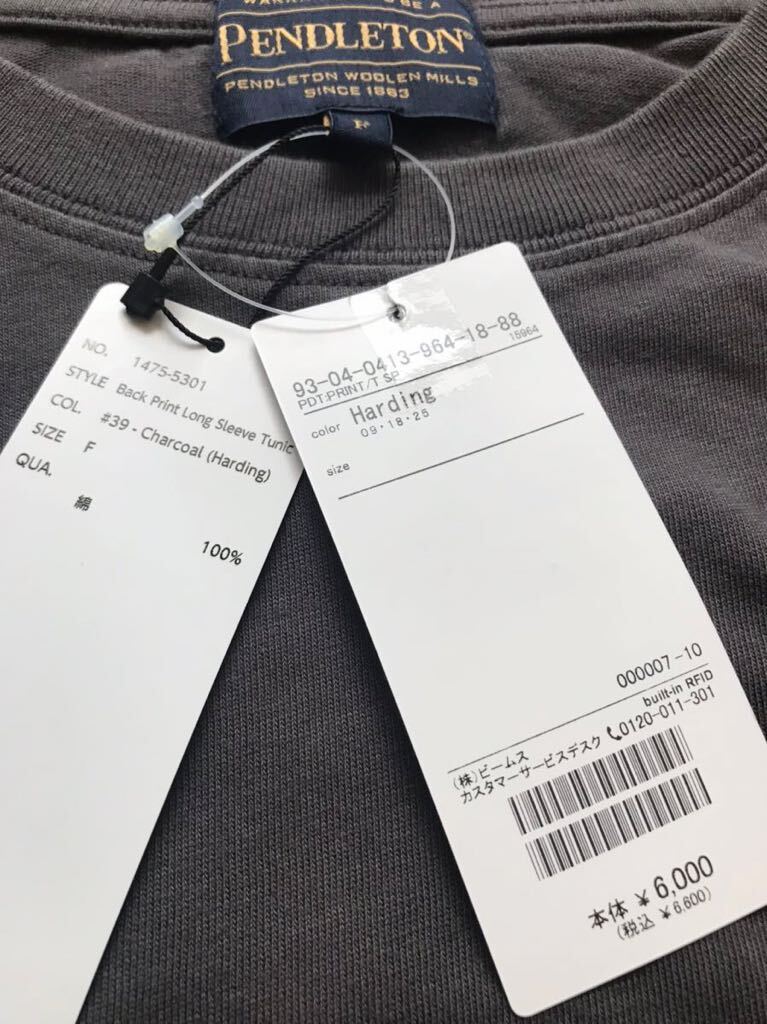 BE A
PENDLETON®
PENDLETON WOOLEN MILLS
SINCE 1863
F
NO. 1475-5301
STYLE Back Print Long Sleeve Tunic
COL. #39 - Charcoal (Harding)
SIZE F
QUA.
綿
100%
93-04-0413-964-18-88
PDT:PRINT/T SP 15964
color Harding
09・18・25
size
000007-10
built-in RFID
(株)ビームス
カスタマーサービスデスク 0120-011-301
本体 ¥6,000
(税込 ¥6,600)